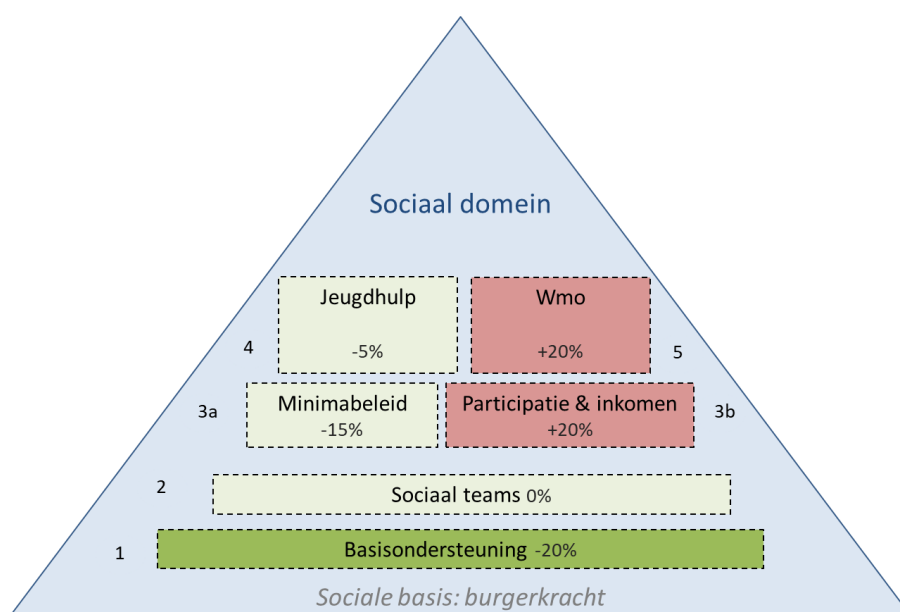 Sociaal domein
Jeugdhulp
-5%
Wmo
+20%
4
5
Minimabeleid
-15%
Participatie & inkomen
+20%
3a
3b
2
Sociaal teams 0%
1
Basisondersteuning -20%
Sociale basis: burgerkracht